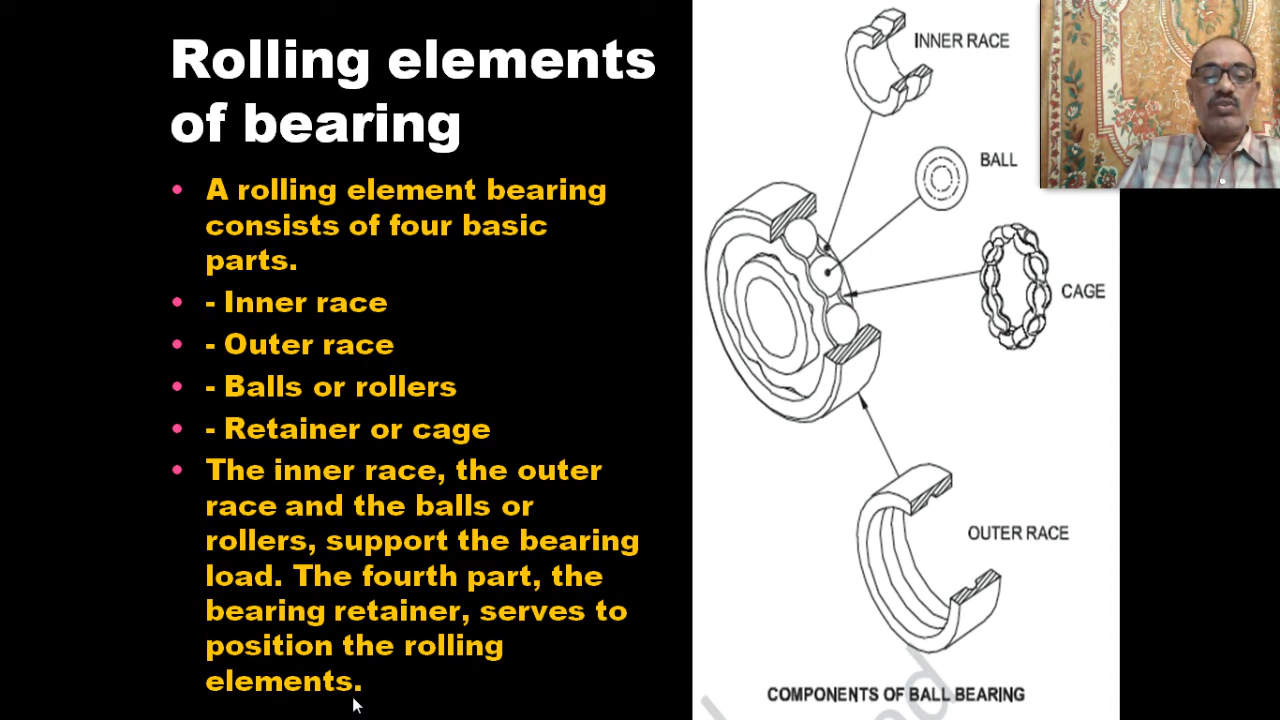 Rolling elements
of bearing
• A rolling element bearing
consists of four basic
parts.
• - Inner race
• - Outer race
• - Balls or rollers
• - Retainer or cage
• The inner race, the outer
race and the balls or
rollers, support the bearing
load. The fourth part, the
bearing retainer, serves to
position the rolling
elements.
INNER RACE
BALL
CAGE
OUTER RACE
COMPONENTS OF BALL BEARING